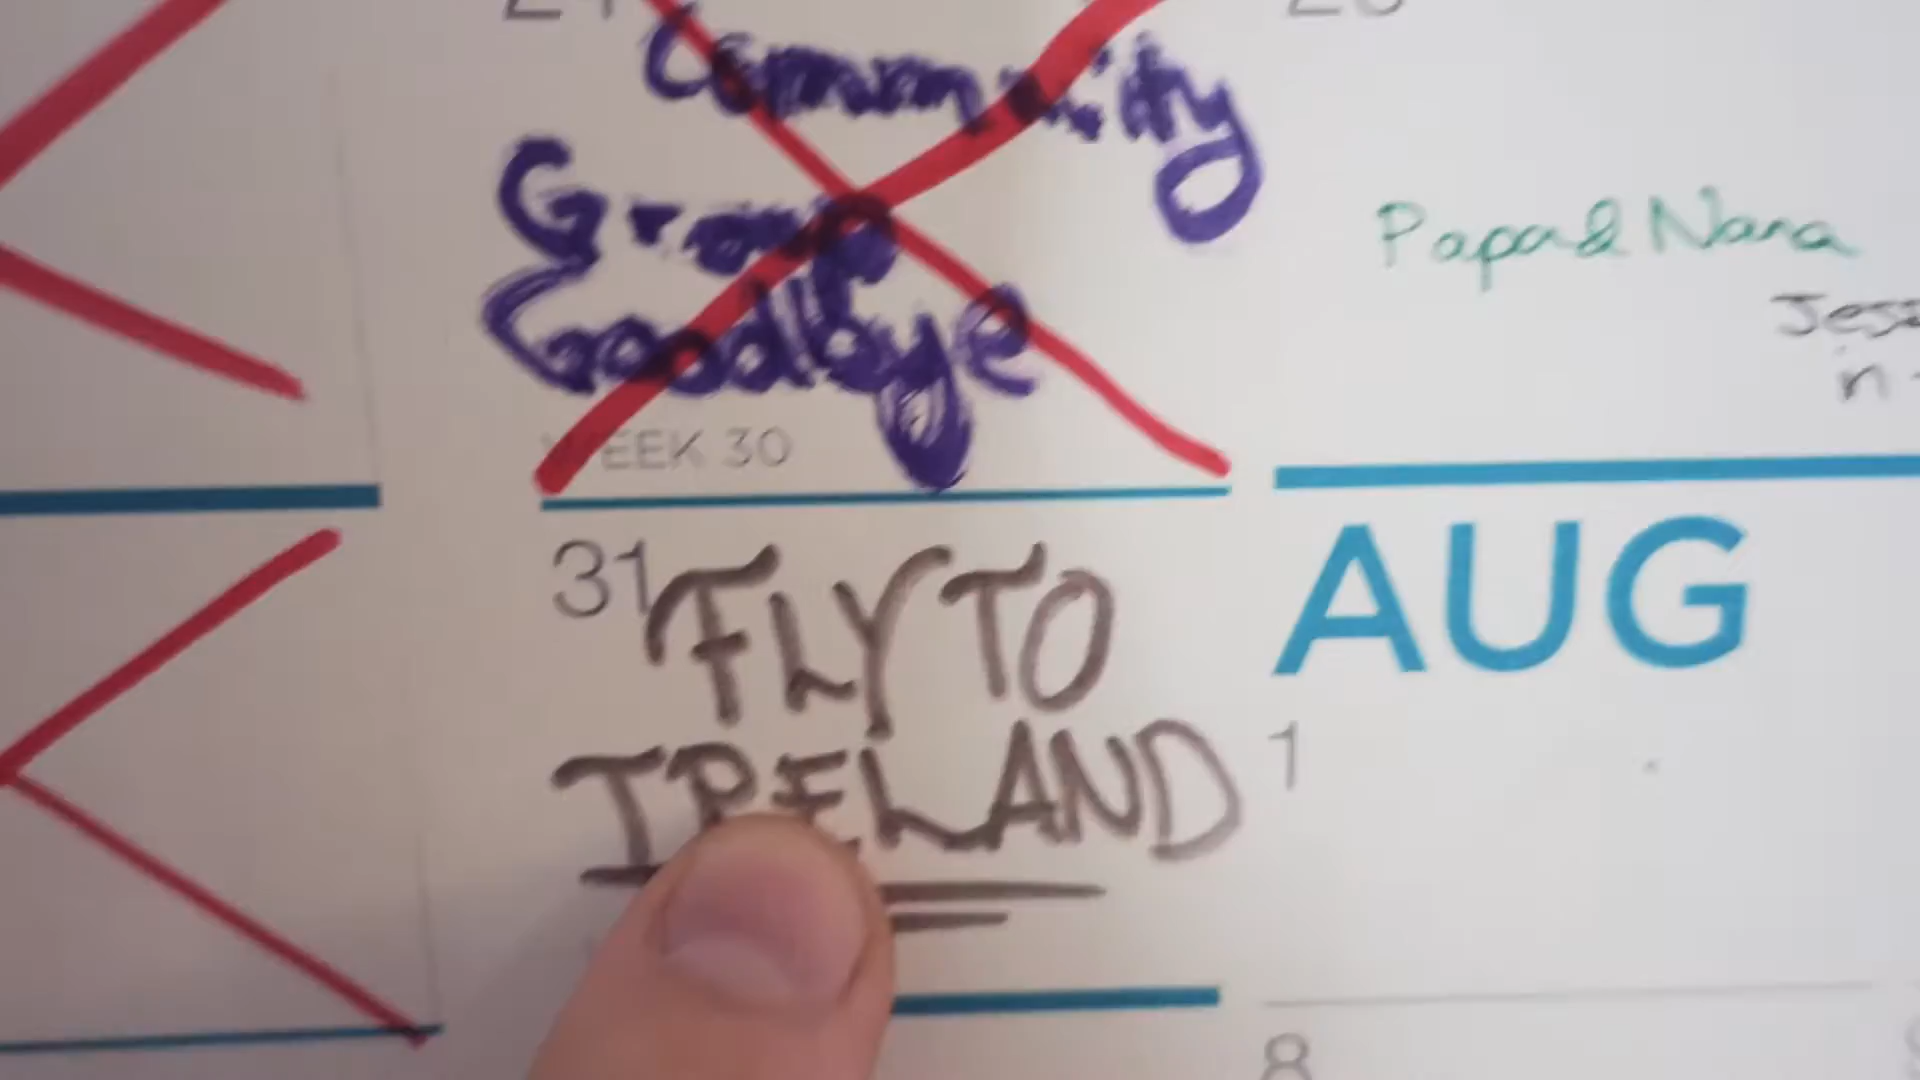 Community
Group
Goodbye
Papa & Nana
WEEK 30
31 FLY TO
IRELAND
AUG
1
8